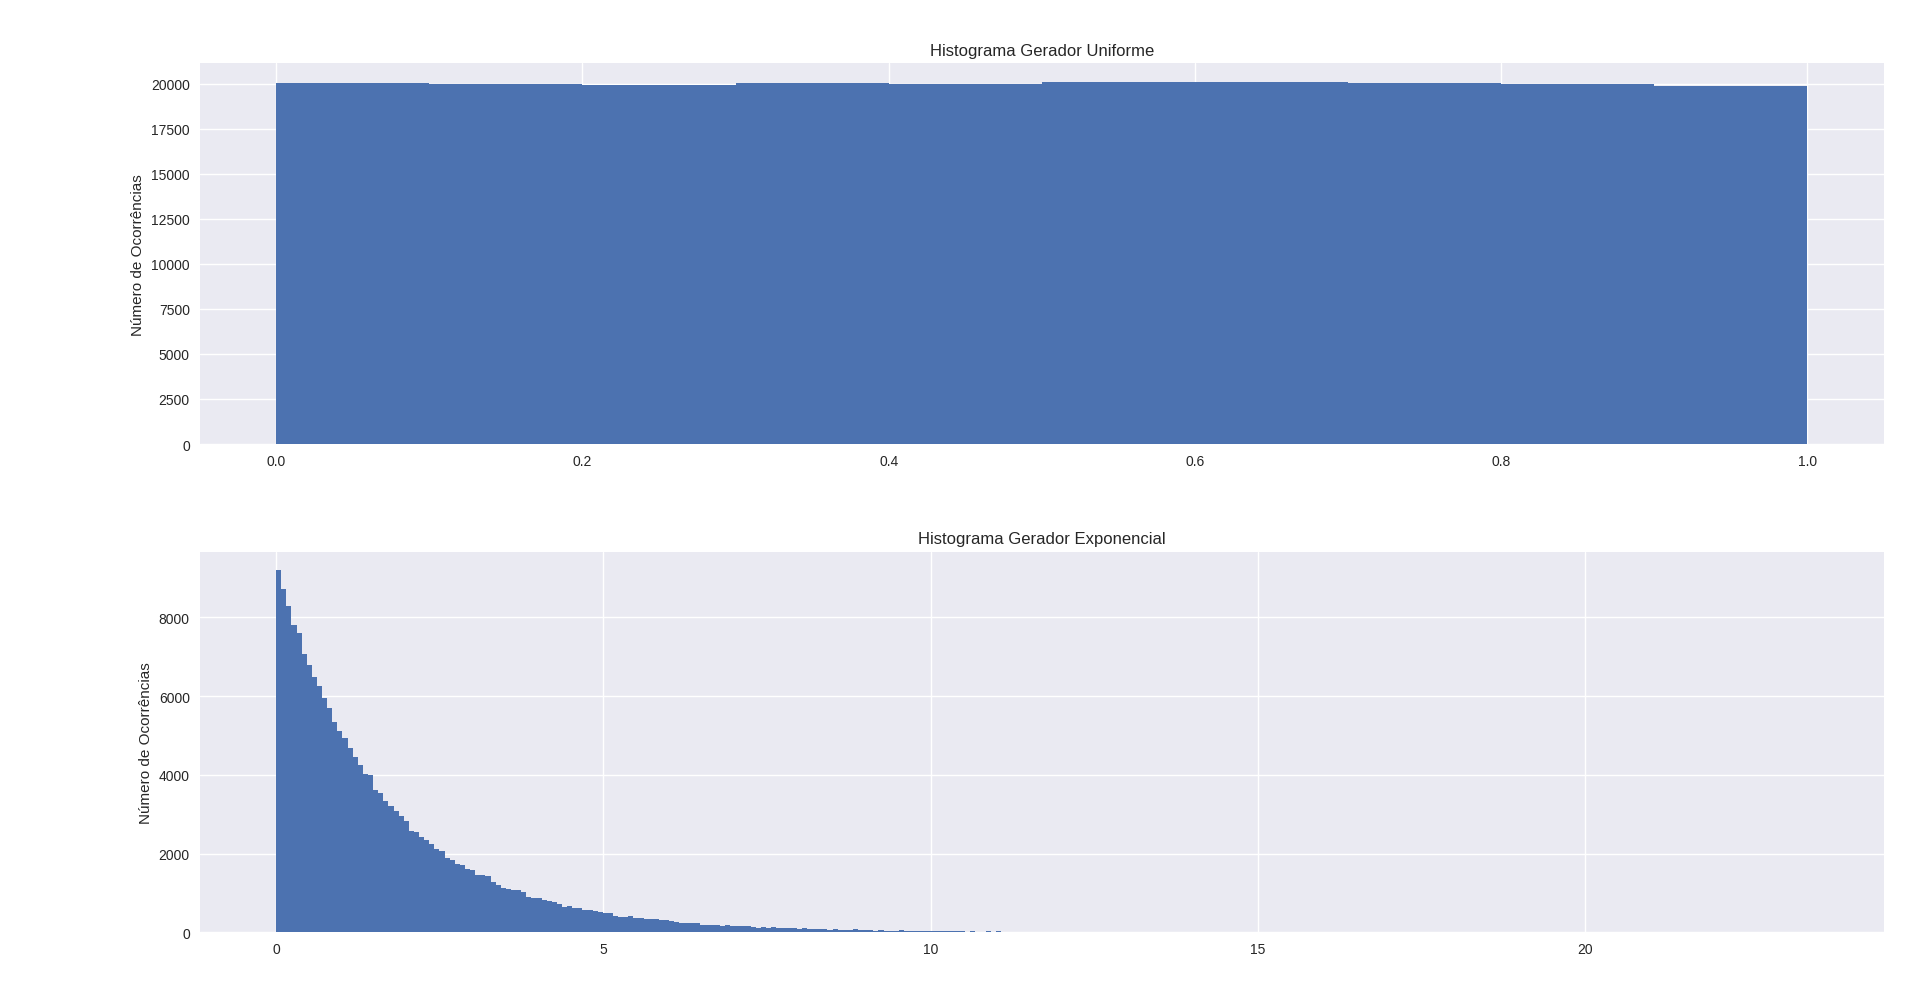 Histograma Gerador Uniforme
Número de Ocorrências
20000
17500
15000
12500
10000
7500
5000
2500
0
0.0 0.2 0.4 0.6 0.8 1.0
Histograma Gerador Exponencial
Número de Ocorrências
8000
6000
4000
2000
0
0 5 10 15 20